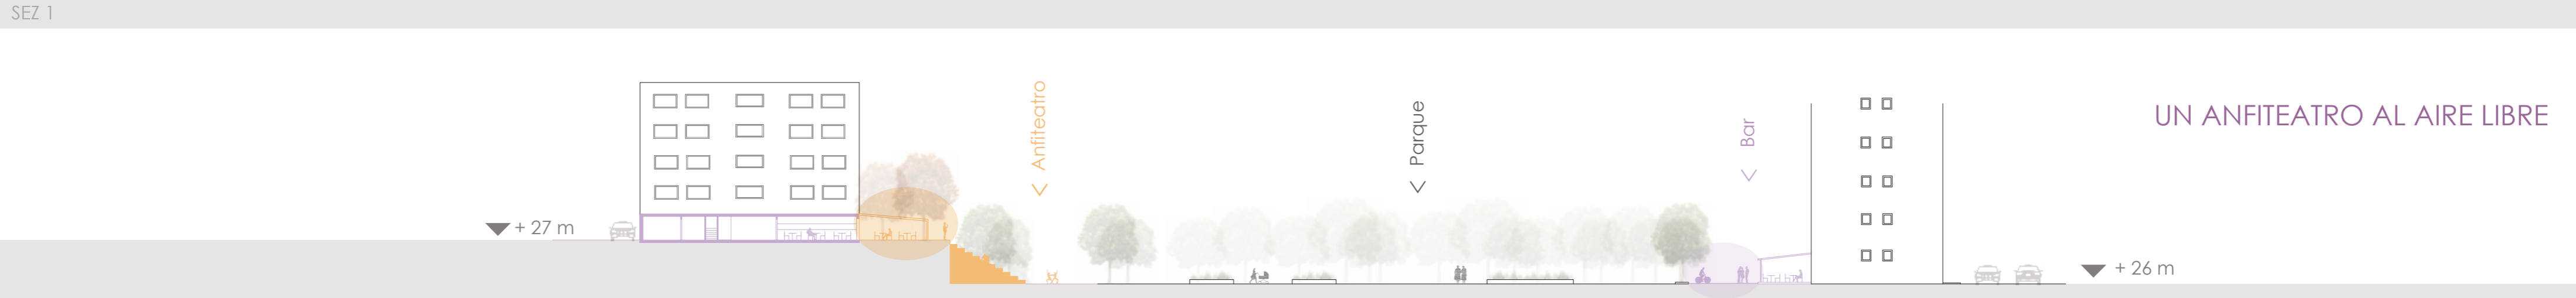 SEZ 1
UN ANFITEATRO AL AIRE LIBRE
Anfiteatro
Parque
Bar
+ 27 m
+ 26 m